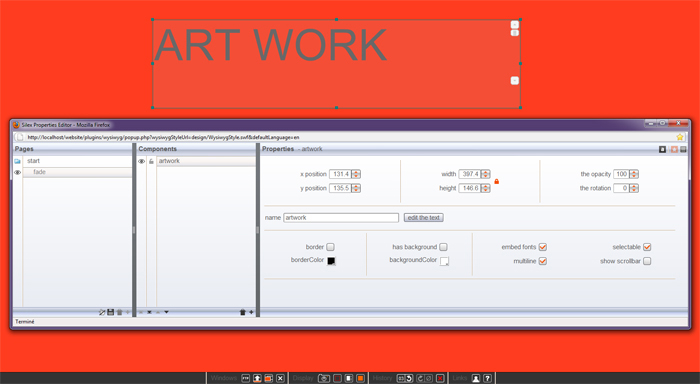 ART WORK
Silex Properties Editor - Mozilla Firefox
http://localhost/website/plugins/wysiwyg/popup.php?wysiwygStyleUrl=design/WysiwygStyle.swf&defaultLanguage=en
Pages Components Properties - artwork
start artwork
fade
x position 131.4 width 397.4 the opacity 100
y position 135.5 height 146.6 the rotation 0
name artwork edit the text
border has background embed fonts selectable
borderColor backgroundColor multiline show scrollbar
Terminé
Windows Display History Links